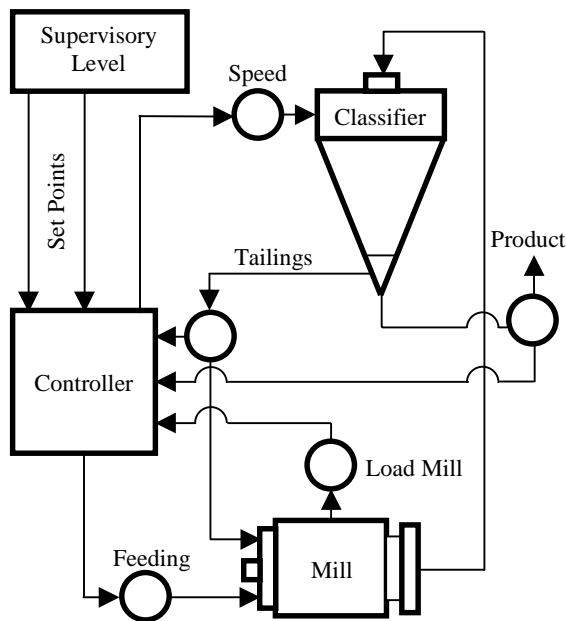 Supervisory
Level
Speed
Classifier
Set Points
Tailings
Product
Controller
Load Mill
Feeding
Mill